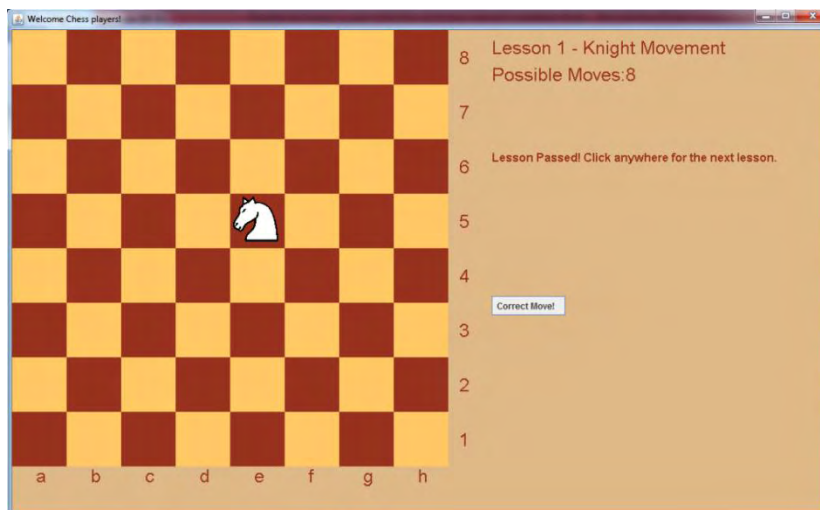 Welcome Chess players!
8
Lesson 1 - Knight Movement
Possible Moves:8
7
6
Lesson Passed! Click anywhere for the next lesson.
5
4
Correct Move!
3
2
1
a b c d e f g h